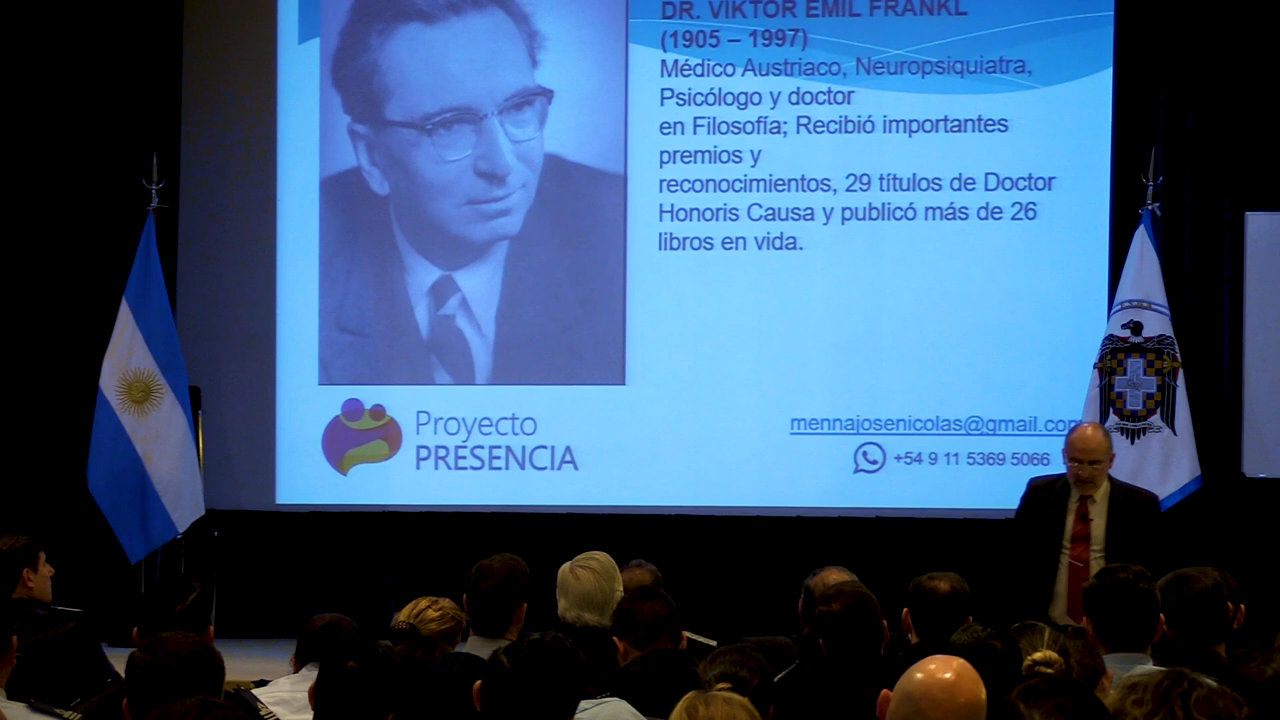 DR. VIKTOR EMIL FRANKL
(1905 – 1997)
Médico Austriaco, Neuropsiquiatra,
Psicólogo y doctor
en Filosofía; Recibió importantes
premios y
reconocimientos, 29 títulos de Doctor
Honoris Causa y publicó más de 26
libros en vida.
Proyecto
PRESENCIA
mennajosenicolas@gmail.com
+54 9 11 5369 5066